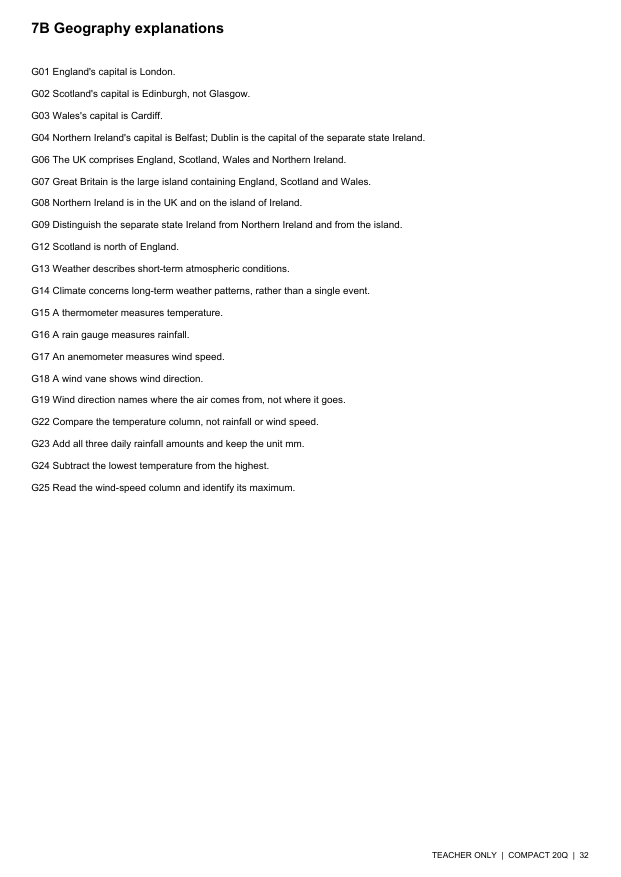 7B Geography explanations
G01 England's capital is London.
G02 Scotland's capital is Edinburgh, not Glasgow.
G03 Wales's capital is Cardiff.
G04 Northern Ireland's capital is Belfast; Dublin is the capital of the separate state Ireland.
G06 The UK comprises England, Scotland, Wales and Northern Ireland.
G07 Great Britain is the large island containing England, Scotland and Wales.
G08 Northern Ireland is in the UK and on the island of Ireland.
G09 Distinguish the separate state Ireland from Northern Ireland and from the island.
G12 Scotland is north of England.
G13 Weather describes short-term atmospheric conditions.
G14 Climate concerns long-term weather patterns, rather than a single event.
G15 A thermometer measures temperature.
G16 A rain gauge measures rainfall.
G17 An anemometer measures wind speed.
G18 A wind vane shows wind direction.
G19 Wind direction names where the air comes from, not where it goes.
G22 Compare the temperature column, not rainfall or wind speed.
G23 Add all three daily rainfall amounts and keep the unit mm.
G24 Subtract the lowest temperature from the highest.
G25 Read the wind-speed column and identify its maximum.
TEACHER ONLY | COMPACT 20Q | 32